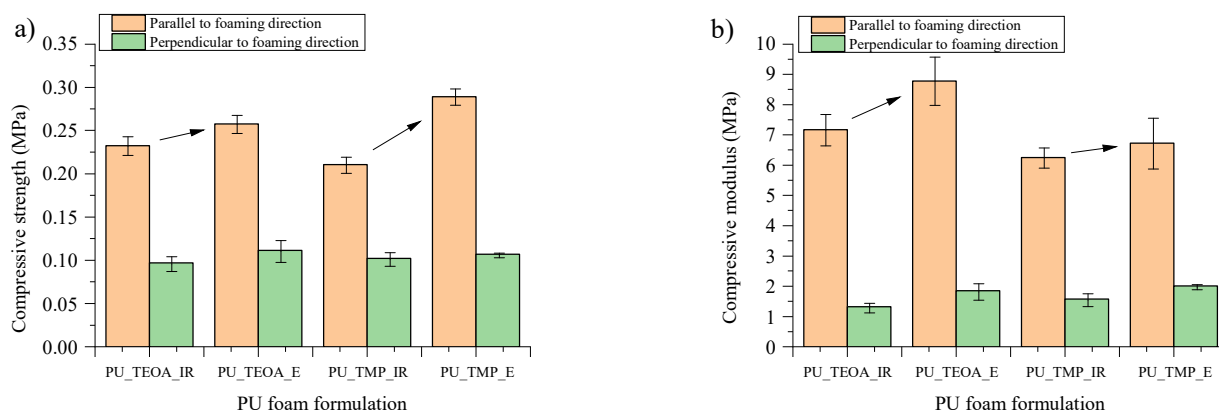 a)
Parallel to foaming direction
Perpendicular to foaming direction
0.35
0.30
0.25
0.20
0.15
0.10
0.05
0.00
Compressive strength (MPa)
PU_TEOA_IR PU_TEOA_E PU_TMP_IR PU_TMP_E
PU foam formulation
b)
Parallel to foaming direction
Perpendicular to foaming direction
10
9
8
7
6
5
4
3
2
1
0
Compressive modulus (MPa)
PU_TEOA_IR PU_TEOA_E PU_TMP_IR PU_TMP_E
PU foam formulation